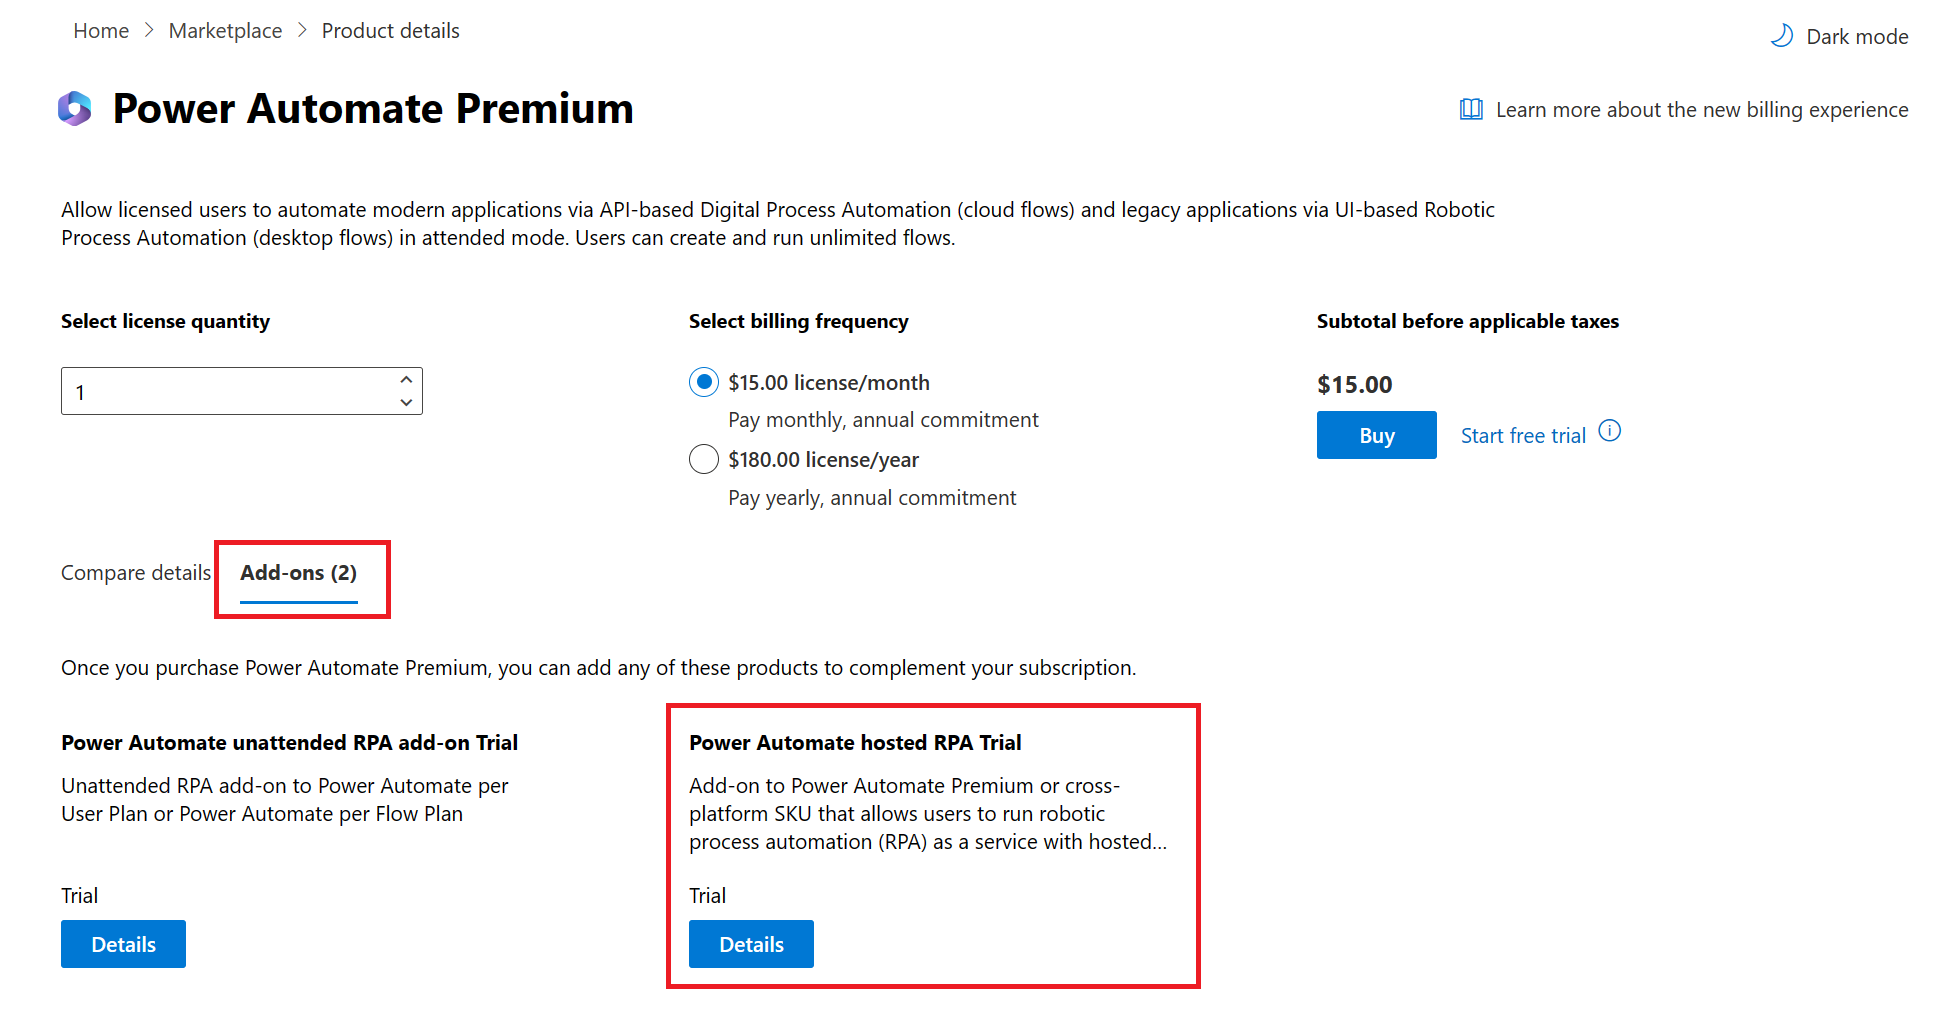 Home > Marketplace > Product details
Dark mode
Power Automate Premium
Learn more about the new billing experience
Allow licensed users to automate modern applications via API-based Digital Process Automation (cloud flows) and legacy applications via UI-based Robotic
Process Automation (desktop flows) in attended mode. Users can create and run unlimited flows.
Select license quantity
1
Select billing frequency
$15.00 license/month
Pay monthly, annual commitment
$180.00 license/year
Pay yearly, annual commitment
Subtotal before applicable taxes
$15.00
Buy
Start free trial
Compare details
Add-ons (2)
Once you purchase Power Automate Premium, you can add any of these products to complement your subscription.
Power Automate unattended RPA add-on Trial
Unattended RPA add-on to Power Automate per
User Plan or Power Automate per Flow Plan
Trial
Details
Power Automate hosted RPA Trial
Add-on to Power Automate Premium or cross-
platform SKU that allows users to run robotic
process automation (RPA) as a service with hosted...
Trial
Details